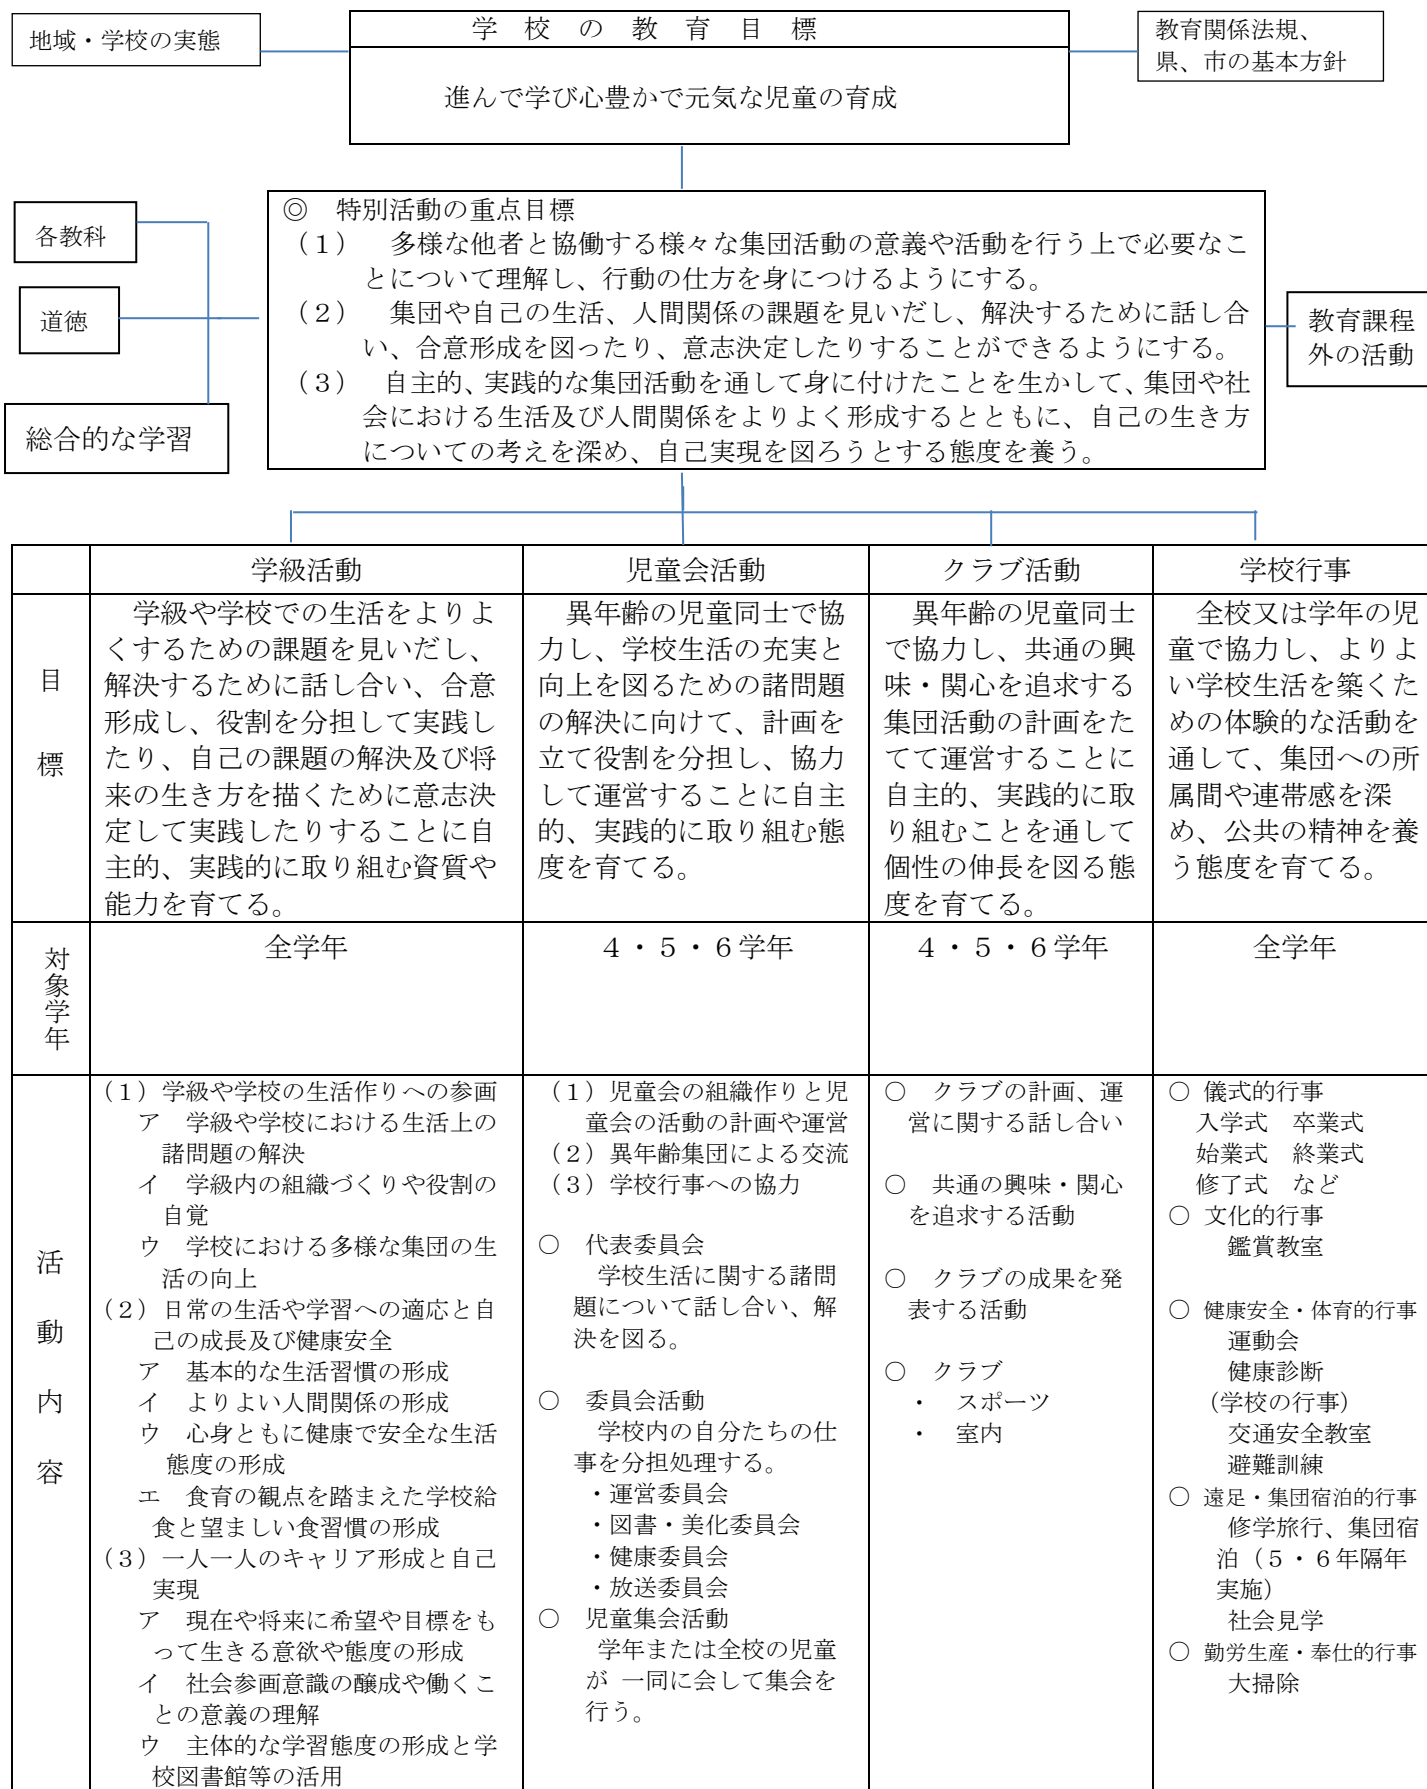 地域・学校の実態
学校の教育目標
進んで学び心豊かで元気な児童の育成
教育関係法規、
県、市の基本方針
各教科
道徳
総合的な学習
◎　特別活動の重点目標
（１）　多様な他者と協働する様々な集団活動の意義や活動を行う上で必要なこ
とについて理解し、行動の仕方を身につけるようにする。
（２）　集団や自己の生活、人間関係の課題を見いだし、解決するために話し合
い、合意形成を図ったり、意志決定したりすることができるようにする。
（３）　自主的、実践的な集団活動を通して身に付けたことを生かして、集団や社
会における生活及び人間関係をよりよく形成するとともに、自己の生き方
についての考えを深め、自己実現を図ろうとする態度を養う。
教育課程
外の活動
学級活動
児童会活動
クラブ活動
学校行事
目標
学級や学校での生活をよりよ
くするための課題を見いだし、
解決するために話し合い、合意
形成し、役割を分担して実践し
たり、自己の課題の解決及び将
来の生き方を描くために意志決
定して実践したりすることに自
主的、実践的に取り組む資質や
能力を育てる。
異年齢の児童同士で協
力し、学校生活の充実と
向上を図るための諸問題
の解決に向けて、計画を
立て役割を分担し、協力
して運営することに自主
的、実践的に取り組む態
度を育てる。
異年齢の児童同士
で協力し、共通の興
味・関心を追求する
集団活動の計画をた
てて運営することに
自主的、実践的に取
り組むことを通して
個性の伸長を図る態
度を育てる。
全校又は学年の児
童で協力し、よりよ
い学校生活を築くた
めの体験的な活動を
通して、集団への所
属間や連帯感を深
め、公共の精神を養
う態度を育てる。
対象学年
全学年
４・５・６学年
４・５・６学年
全学年
活動内容
（１）学級や学校の生活作りへの参画
ア　学級や学校における生活上の
諸問題の解決
イ　学級内の組織づくりや役割の
自覚
ウ　学校における多様な集団の生
活の向上
（２）日常の生活や学習への適応と自
己の成長及び健康安全
ア　基本的な生活習慣の形成
イ　よりよい人間関係の形成
ウ　心身ともに健康で安全な生活
態度の形成
エ　食育の観点を踏まえた学校給
食と望ましい食習慣の形成
（３）一人一人のキャリア形成と自己
実現
ア　現在や将来に希望や目標をも
って生きる意欲や態度の形成
イ　社会参画意識の醸成や働くこ
との意義の理解
ウ　主体的な学習態度の形成と学
校図書館等の活用
（１）児童会の組織作りと児
童会の活動の計画や運営
（２）異年齢集団による交流
（３）学校行事への協力
○　代表委員会
学校生活に関する諸問
題について話し合い、解
決を図る。
○　委員会活動
学校内の自分たちの仕
事を分担処理する。
・運営委員会
・図書・美化委員会
・健康委員会
・放送委員会
○　児童集会活動
学年または全校の児童
が 一同に会して集会を
行う。
○　クラブの計画、運
営に関する話し合い
○　共通の興味・関心
を追求する活動
○　クラブの成果を発
表する活動
○　クラブ
・　スポーツ
・　室内
○ 儀式的行事
入学式　卒業式
始業式　終業式
修了式　など
○ 文化的行事
鑑賞教室
○ 健康安全・体育的行事
運動会
健康診断
（学校の行事）
交通安全教室
避難訓練
○ 遠足・集団宿泊的行事
修学旅行、集団宿
泊（５・６年隔年
実施）
社会見学
○ 勤労生産・奉仕的行事
大掃除